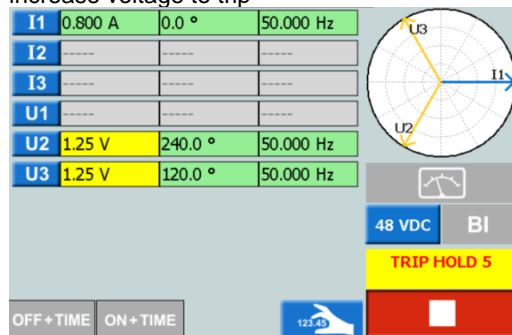 increase voltage to trip
I1 0.800 A 0.0 ° 50.000 Hz
I2 ----- ----- -----
I3 ----- ----- -----
U1 ----- ----- -----
U2 1.25 V 240.0 ° 50.000 Hz
U3 1.25 V 120.0 ° 50.000 Hz
U3
I1
U2
48 VDC BI
TRIP HOLD 5
OFF+TIME ON+TIME 123.45